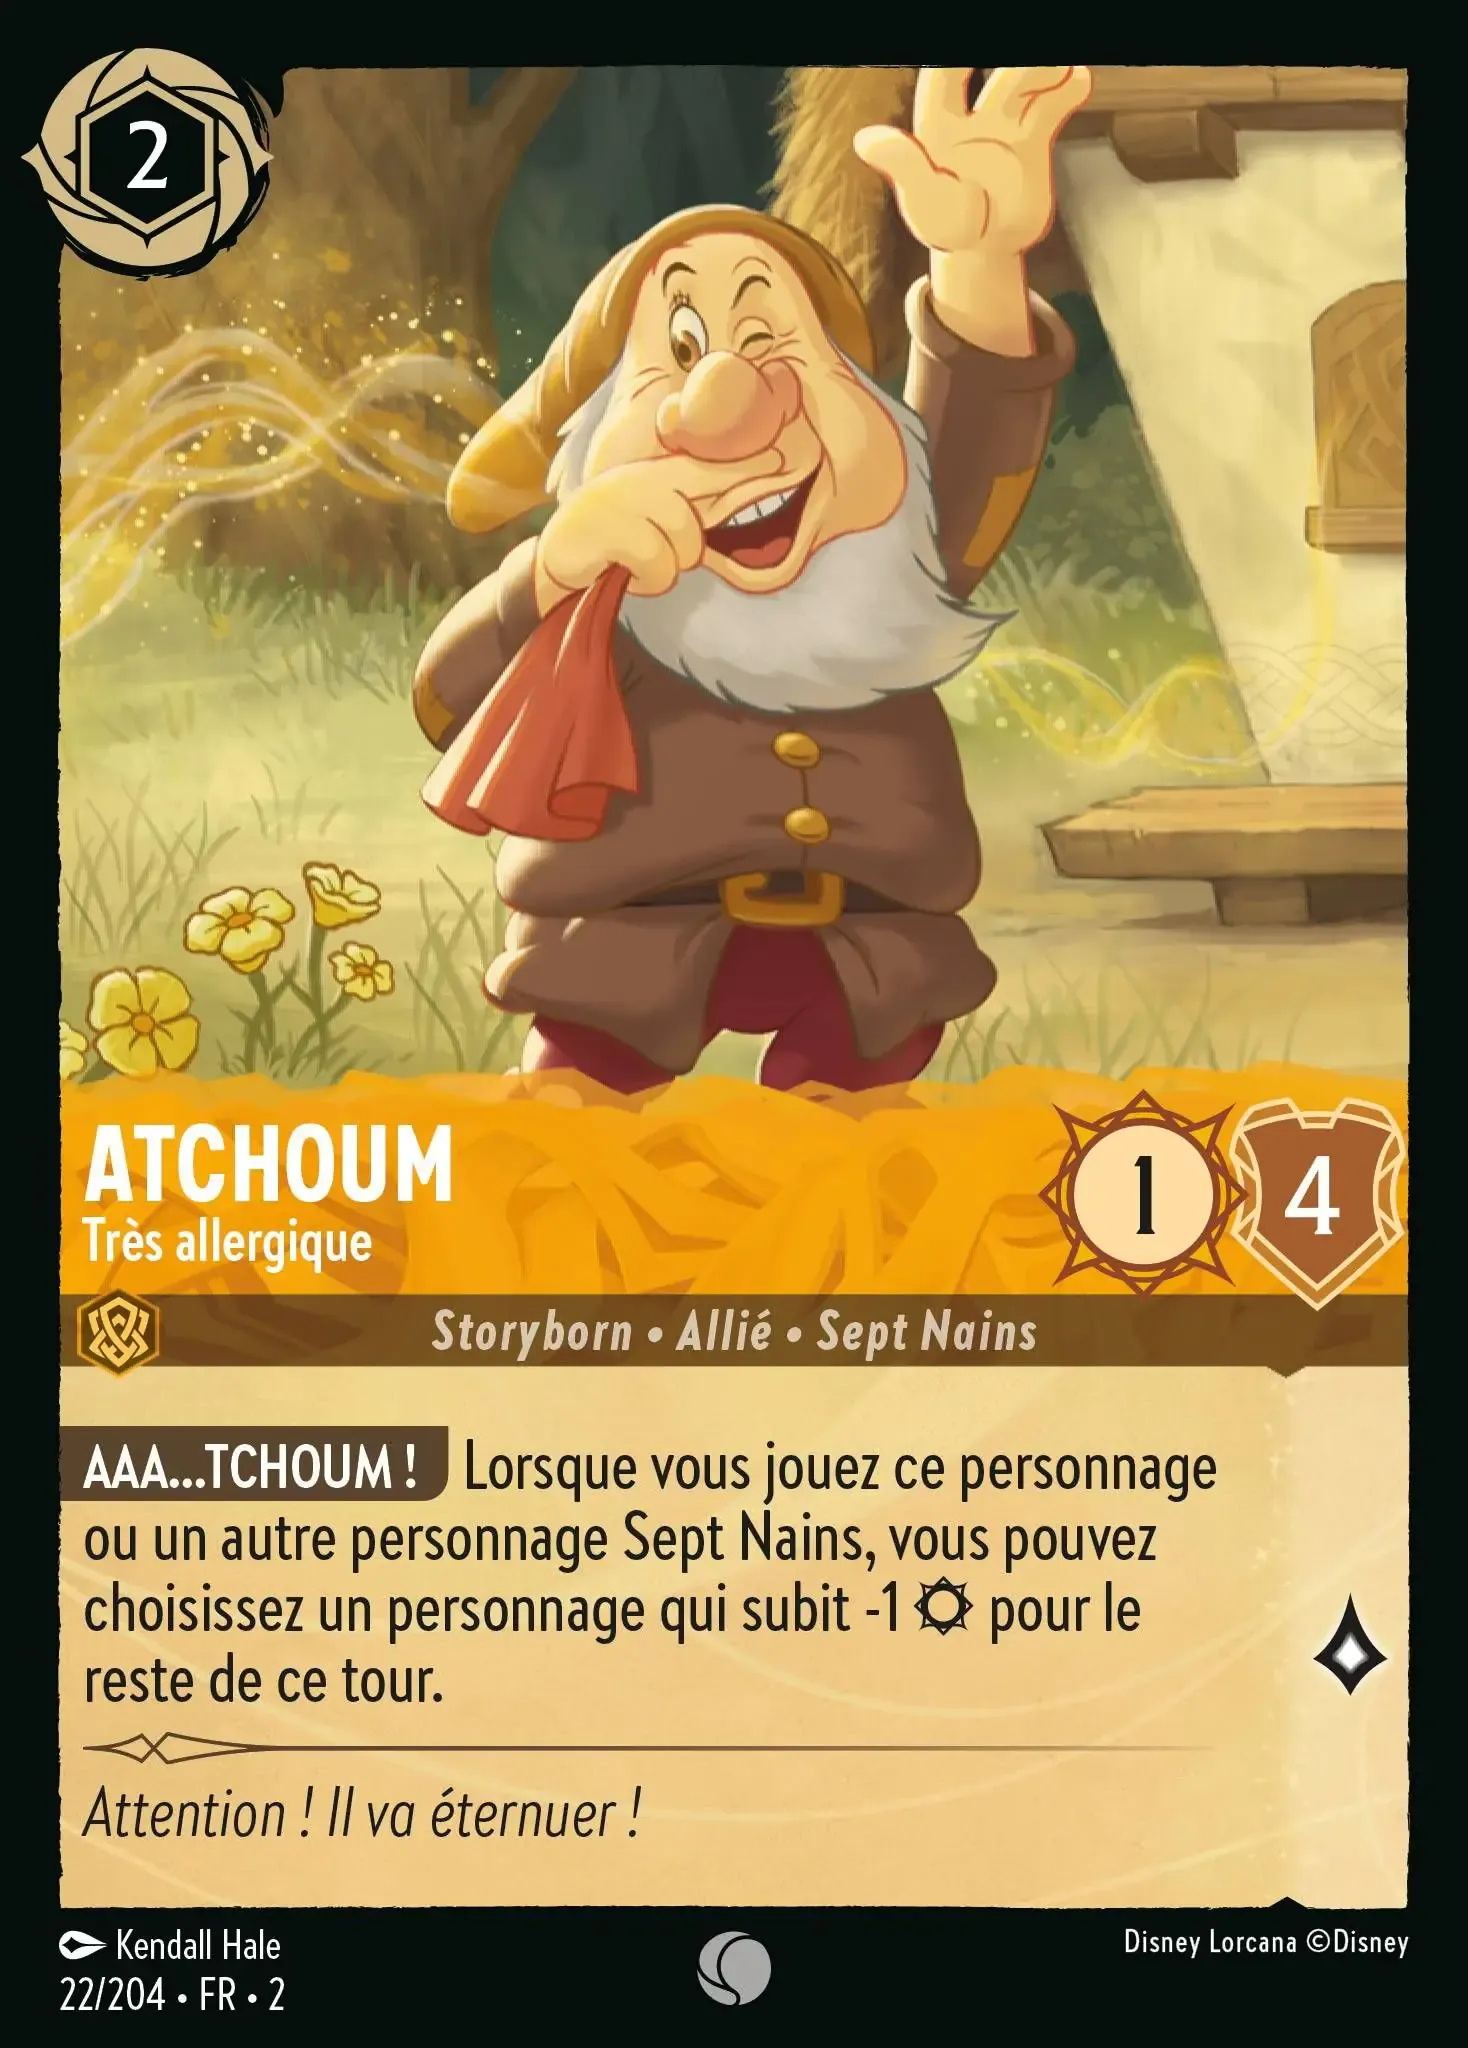 2
ATCHOUM
Très allergique
1
4
Storyborn • Allié • Sept Nains
AAA...TCHOUM ! Lorsque vous jouez ce personnage
ou un autre personnage Sept Nains, vous pouvez
choisissez un personnage qui subit -1 pour le
reste de ce tour.
Attention ! Il va éternuer !
Kendall Hale
22/204 • FR • 2
Disney Lorcana ©Disney